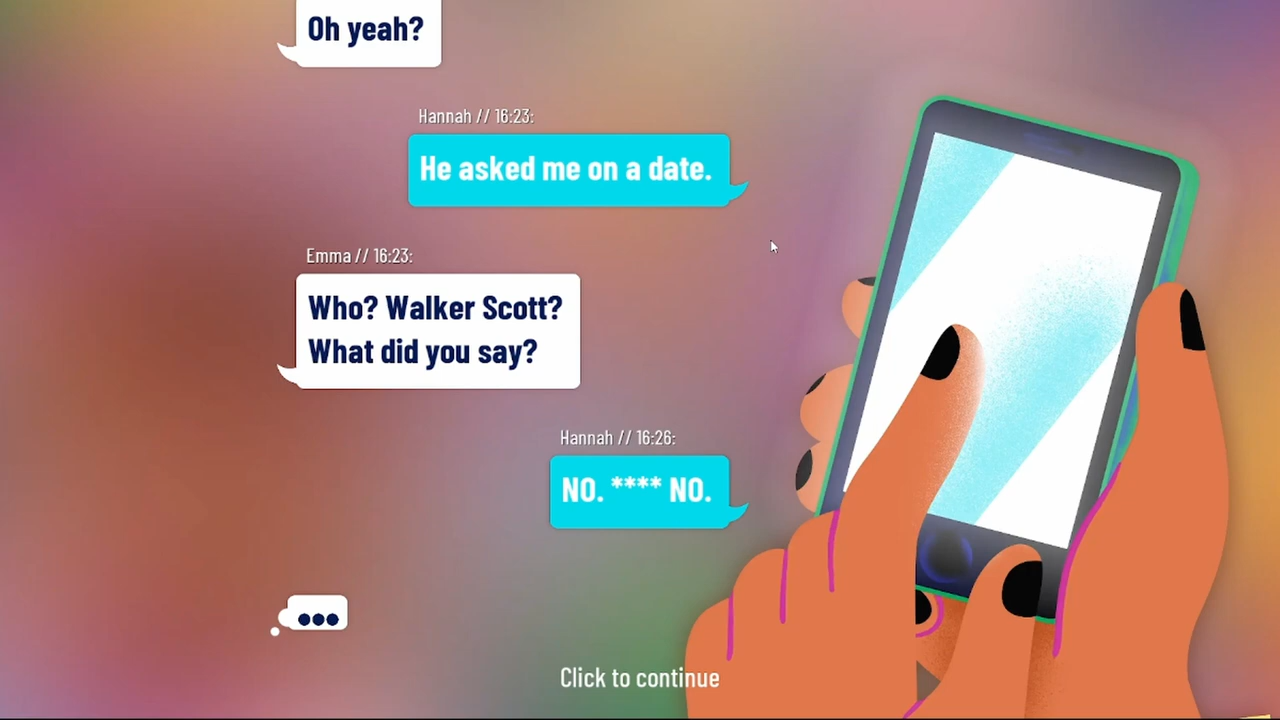 Oh yeah?
Hannah // 16:23:
He asked me on a date.
Emma // 16:23:
Who? Walker Scott?
What did you say?
Hannah // 16:26:
NO. **** NO.
Click to continue